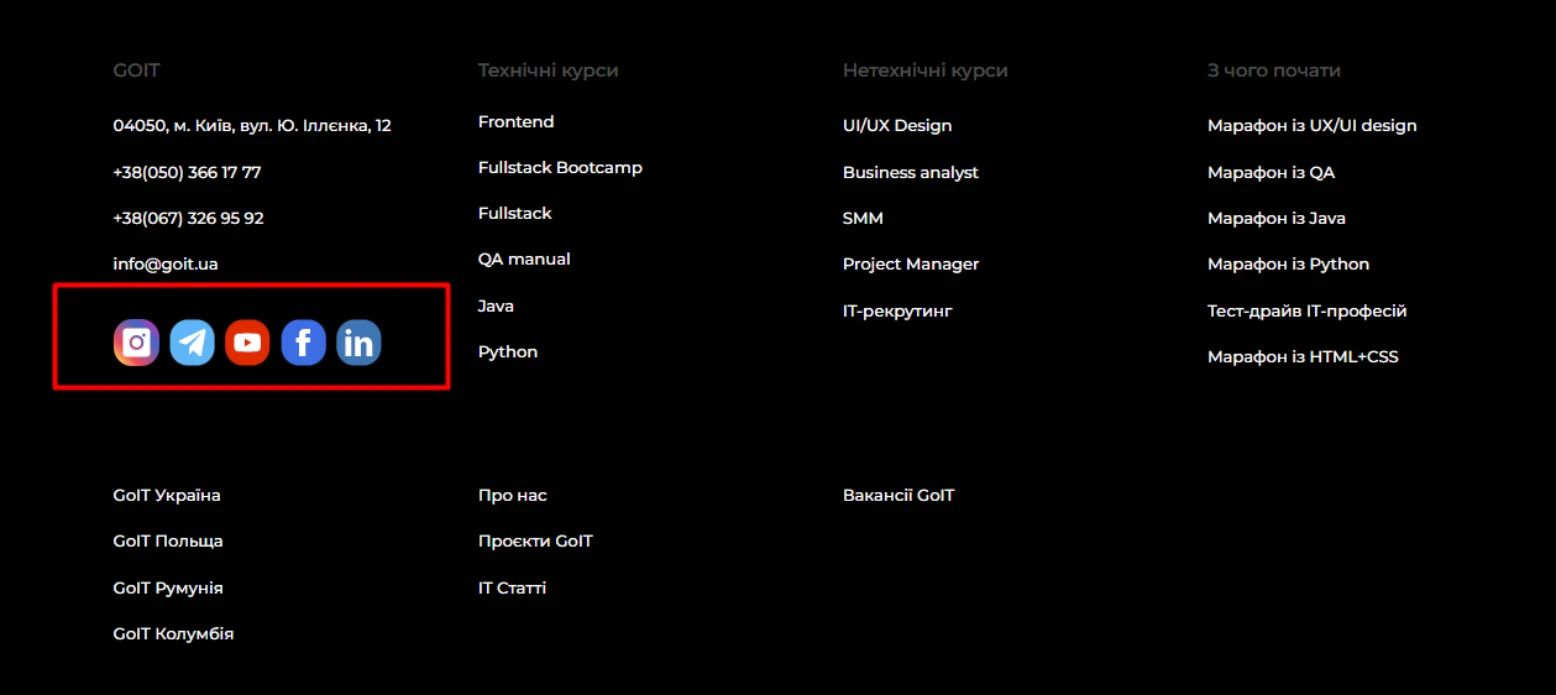 GOIT
04050, м. Київ, вул. Ю. Іллєнка, 12
+38(050) 366 17 77
+38(067) 326 95 92
info@goit.ua
in
Технічні курси
Frontend
Fullstack Bootcamp
Fullstack
QA manual
Java
Python
Нетехнічні курси
UI/UX Design
Business analyst
SMM
Project Manager
IT-рекрутинг
З чого почати
Марафон із UX/UI design
Марафон із QA
Марафон із Java
Марафон із Python
Тест-драйв IT-професій
Марафон із HTML+CSS
GoIT Україна
GoIT Польща
GoIT Румунія
GoIT Колумбія
Про нас
Проєкти GoIT
IT Статті
Вакансії GoIT